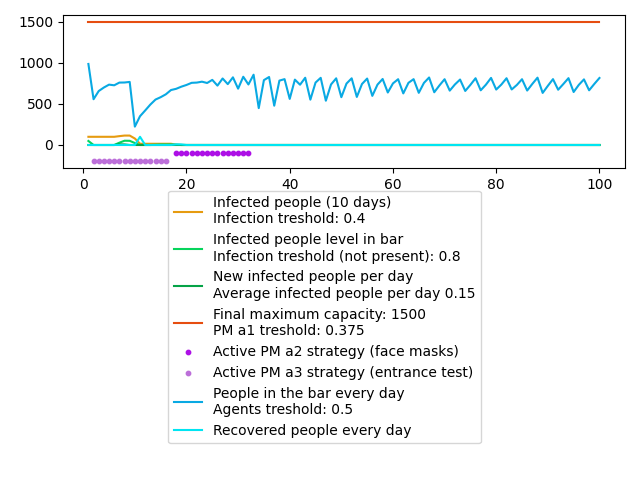 1500
1000
500
0
0 20 40 60 80 100
Infected people (10 days)
Infection treshold: 0.4
Infected people level in bar
Infection treshold (not present): 0.8
New infected people per day
Average infected people per day 0.15
Final maximum capacity: 1500
PM a1 treshold: 0.375
Active PM a2 strategy (face masks)
Active PM a3 strategy (entrance test)
People in the bar every day
Agents treshold: 0.5
Recovered people every day